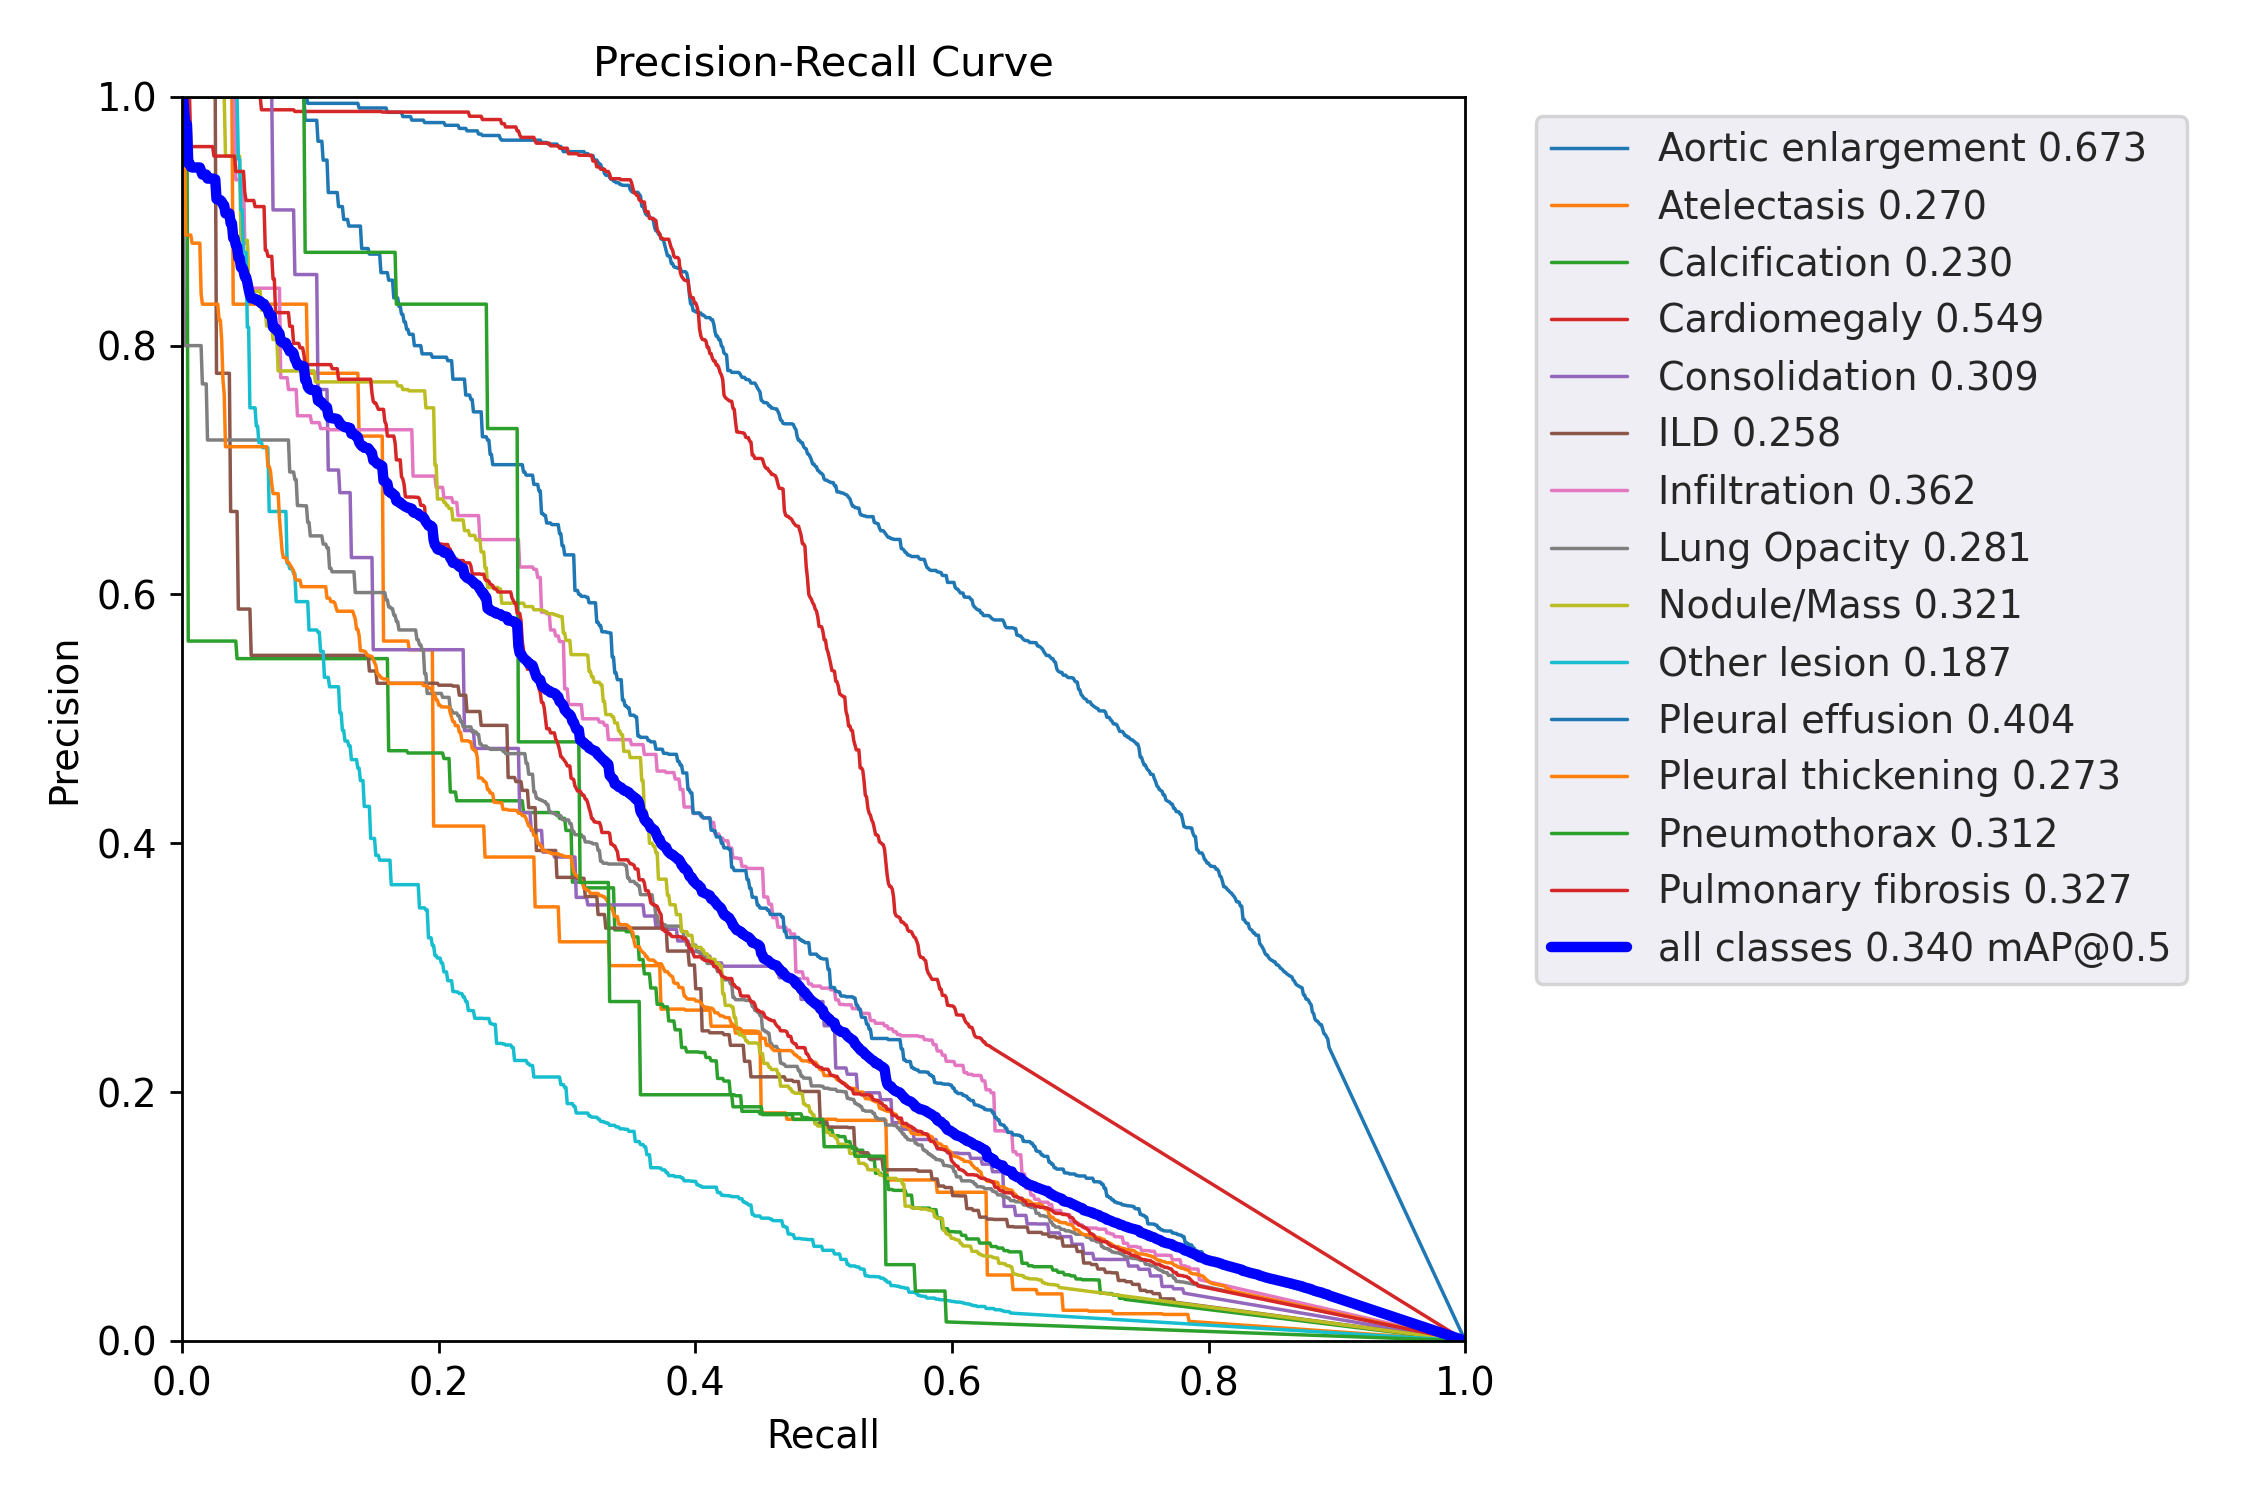 Precision-Recall Curve
1.0
0.8
0.6
0.4
0.2
0.0
Precision
0.0 0.2 0.4 0.6 0.8 1.0
Recall
Aortic enlargement 0.673
Atelectasis 0.270
Calcification 0.230
Cardiomegaly 0.549
Consolidation 0.309
ILD 0.258
Infiltration 0.362
Lung Opacity 0.281
Nodule/Mass 0.321
Other lesion 0.187
Pleural effusion 0.404
Pleural thickening 0.273
Pneumothorax 0.312
Pulmonary fibrosis 0.327
all classes 0.340 mAP@0.5